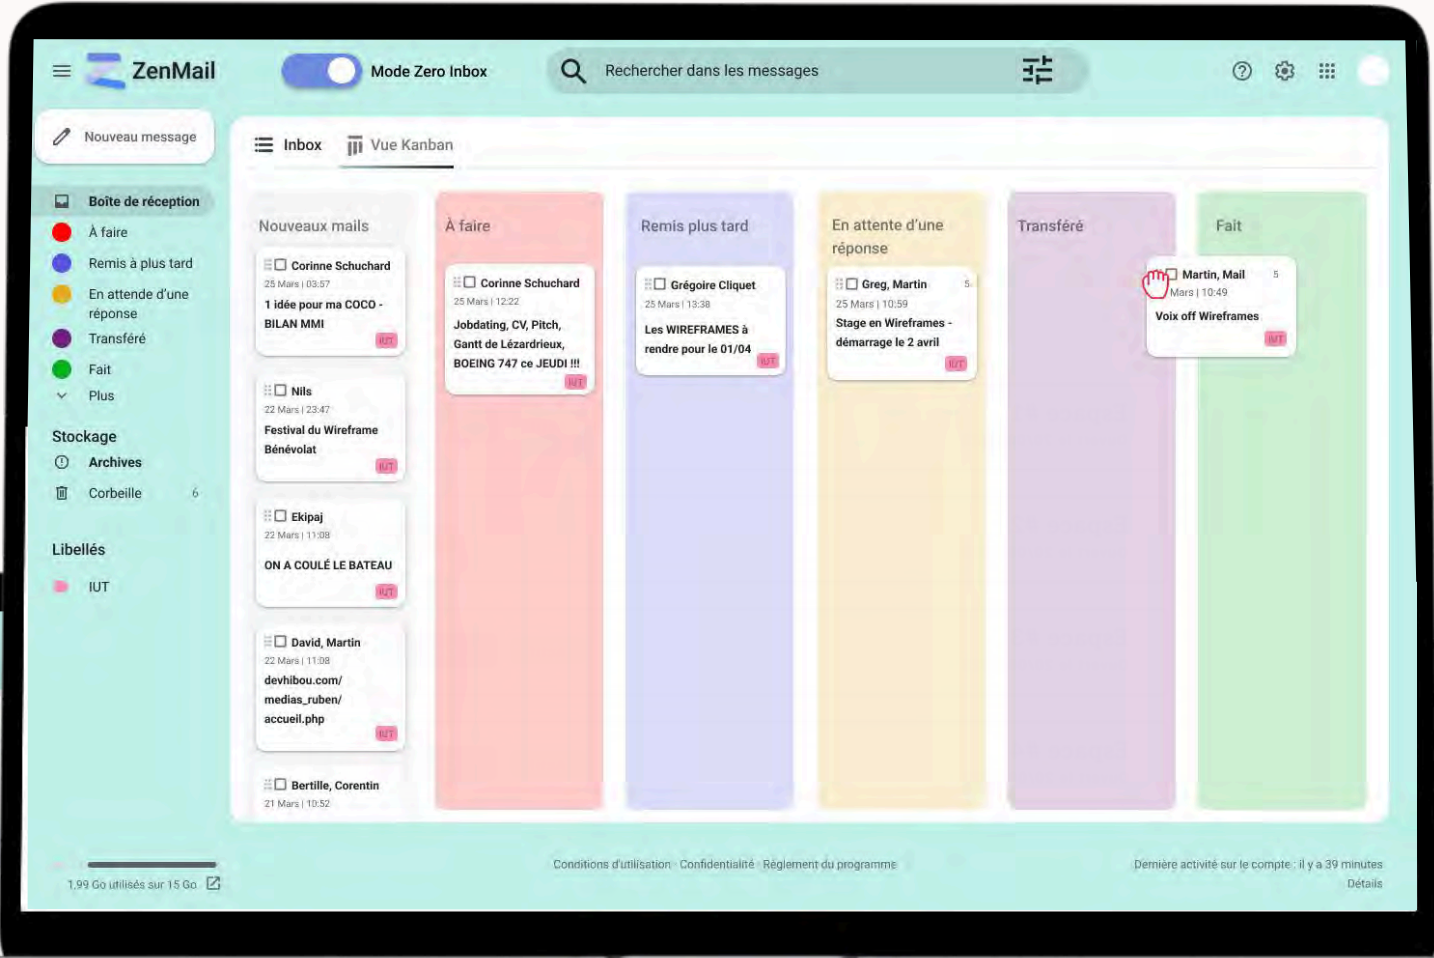 ZenMail
Mode Zero Inbox
Rechercher dans les messages
Nouveau message
Boîte de réception
À faire
Remis à plus tard
En attende d'une
réponse
Transféré
Fait
Plus
Stockage
Archives
Corbeille 6
Libellés
IUT
1,99 Go utilisés sur 15 Go
Inbox
Vue Kanban
Nouveaux mails
Corinne Schuchard
25 Mars | 03:57
1 idée pour ma COCO -
BILAN MMI
IUT
Nils
22 Mars | 23:47
Festival du Wireframe
Bénévolat
IUT
Ekipaj
22 Mars | 11:08
ON A COULÉ LE BATEAU
IUT
David, Martin
22 Mars | 11:08
devhibou.com/
medias_ruben/
accueil.php
IUT
Bertille, Corentin
21 Mars | 10:52
À faire
Corinne Schuchard
25 Mars | 12:22
Jobdating, CV, Pitch,
Gantt de Lézardrieux,
BOEING 747 ce JEUDI !!!
IUT
Remis plus tard
Grégoire Cliquet
25 Mars | 13:38
Les WIREFRAMES à
rendre pour le 01/04
IUT
En attente d'une
réponse
Greg, Martin 5
25 Mars | 10:59
Stage en Wireframes -
démarrage le 2 avril
IUT
Transféré
Fait
Martin, Mail 5
Mars | 10:49
Voix off Wireframes
IUT
Conditions d'utilisation · Confidentialité · Règlement du programme
Dernière activité sur le compte : il y a 39 minutes
Détails